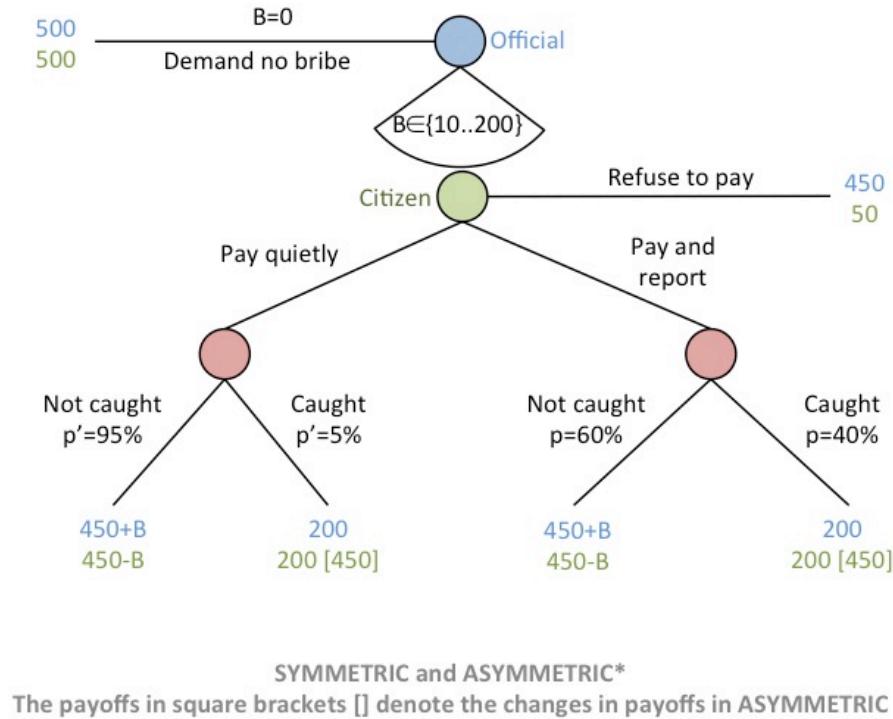 B=0
500
500
Official
Demand no bribe
B∈{10..200}
Citizen
Refuse to pay
450
50
Pay quietly
Pay and
report
Not caught
p'=95%
Caught
p'=5%
Not caught
p=60%
Caught
p=40%
450+B
450-B
200
200 [450]
450+B
450-B
200
200 [450]
SYMMETRIC and ASYMMETRIC*
The payoffs in square brackets [] denote the changes in payoffs in ASYMMETRIC